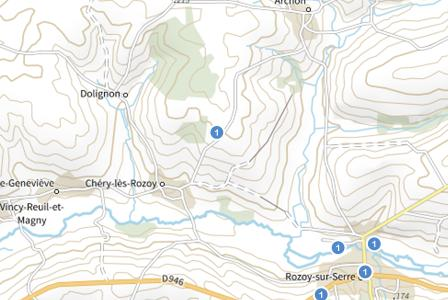 Archon
Dolignon
1
e-Geneviève
Chéry-lès-Rozoy
Vincy-Reuil-et-
Magny
1
1
Rozoy-sur-Serre
1
174
D946
1